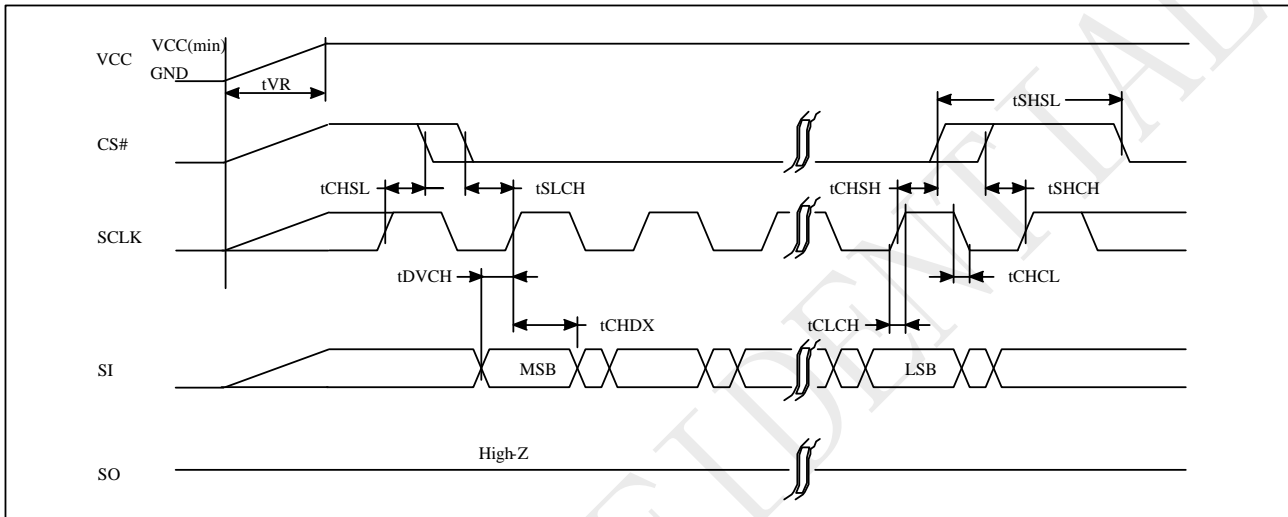 VCC(min)
VCC
GND
tVR
tSHSL
CS#
tCHSL
tSLCH
tCHSH
tSHCH
SCLK
tDVCH
tCHCL
tCHDX
tCLCH
SI
MSB
LSB
High-Z
SO